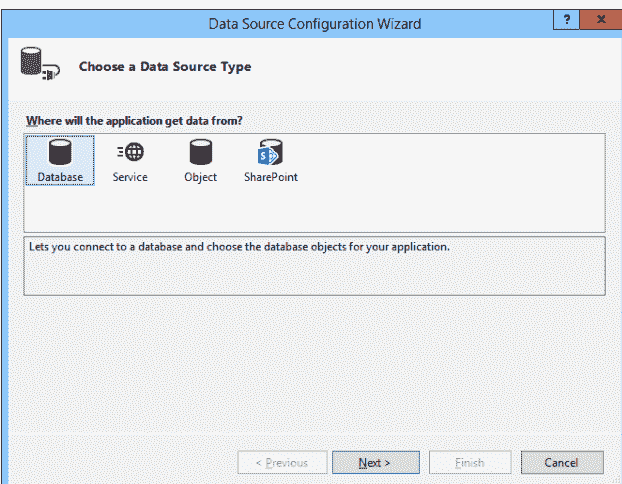 Data Source Configuration Wizard
?
x
Choose a Data Source Type
Where will the application get data from?
Database
Service
Object
S
SharePoint
Lets you connect to a database and choose the database objects for your application.
< Previous
Next >
Finish
Cancel